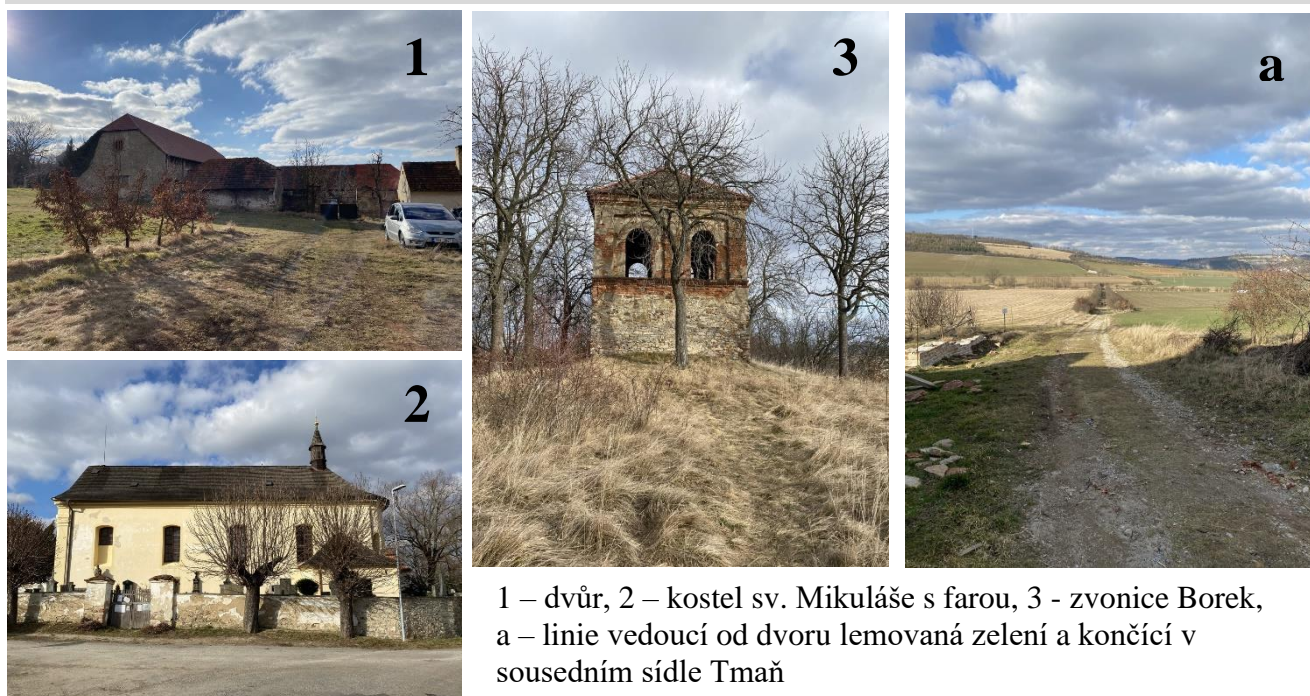 1
3
a
2
1 – dvůr, 2 – kostel sv. Mikuláše s farou, 3 - zvonice Borek,
a – linie vedoucí od dvoru lemovaná zelení a končící v
sousedním sídle Tmaň